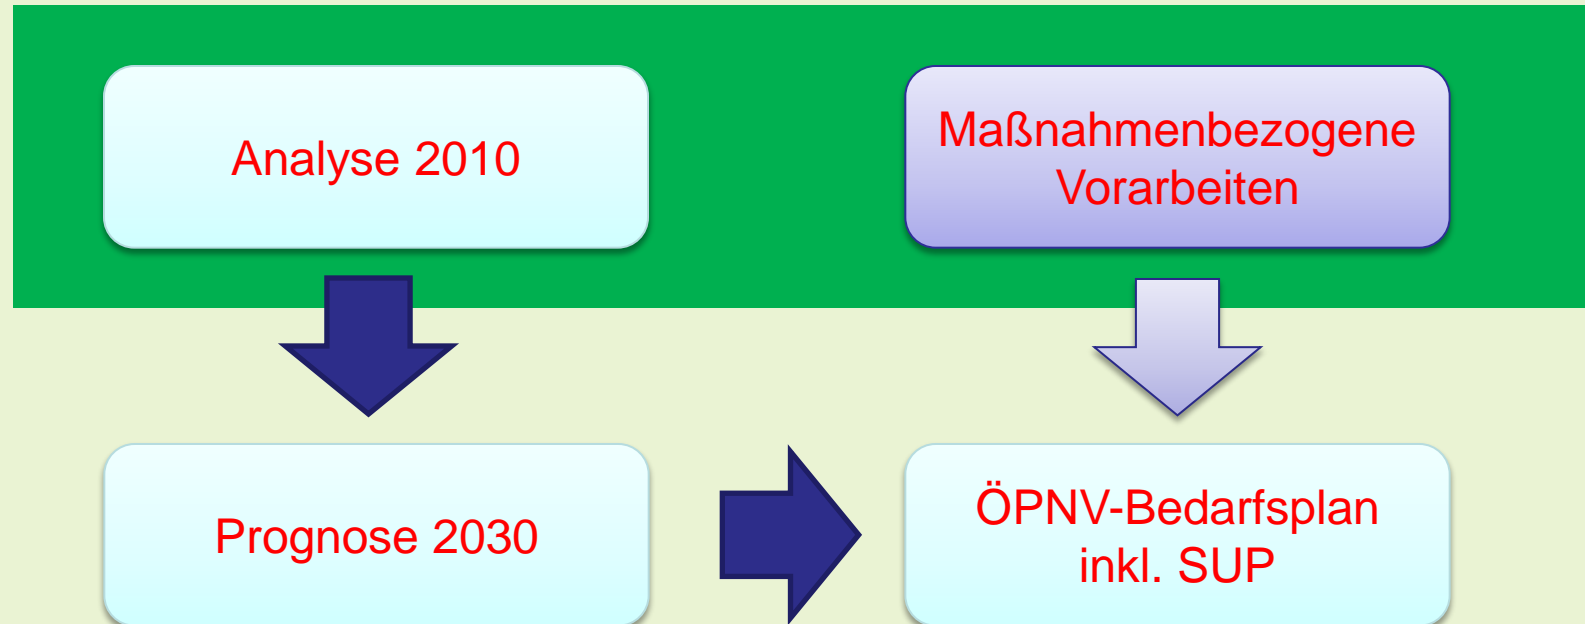 Analyse 2010
Maßnahmenbezogene
Vorarbeiten
Prognose 2030
ÖPNV-Bedarfsplan
inkl. SUP